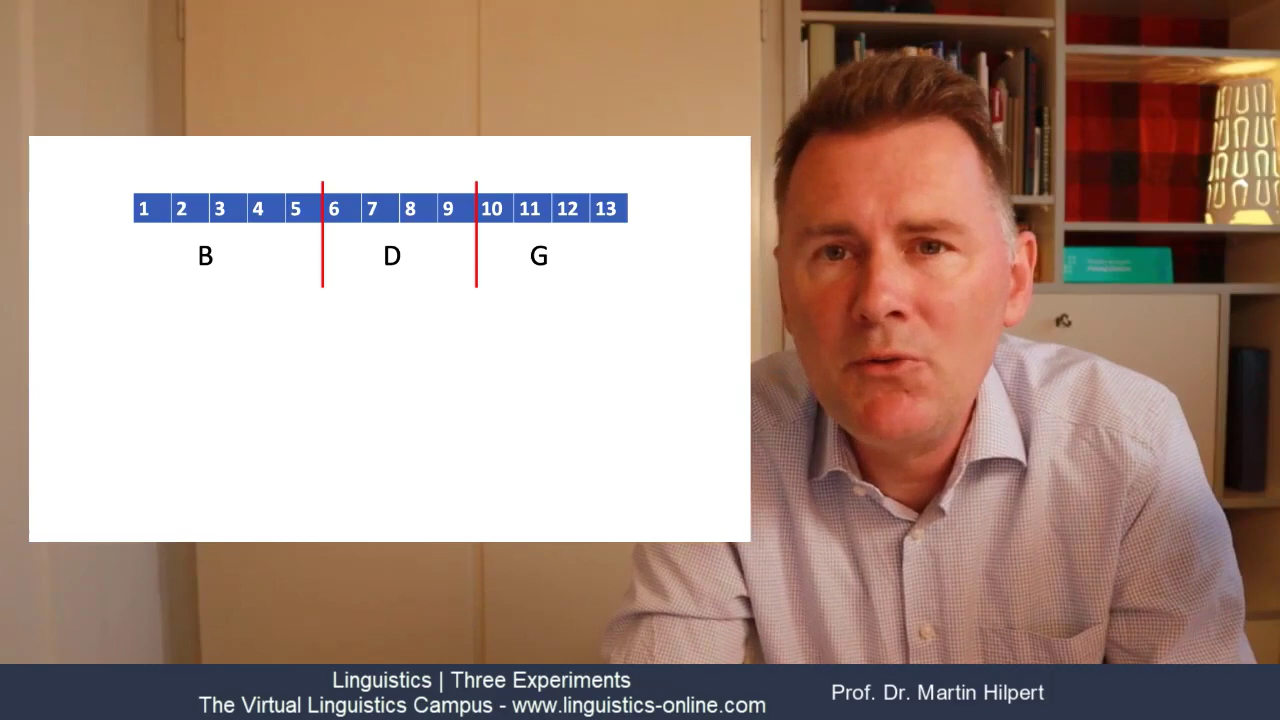 1 2 3 4 5 6 7 8 9 10 11 12 13
B D G
Linguistics | Three Experiments
The Virtual Linguistics Campus - www.linguistics-online.com
Prof. Dr. Martin Hilpert